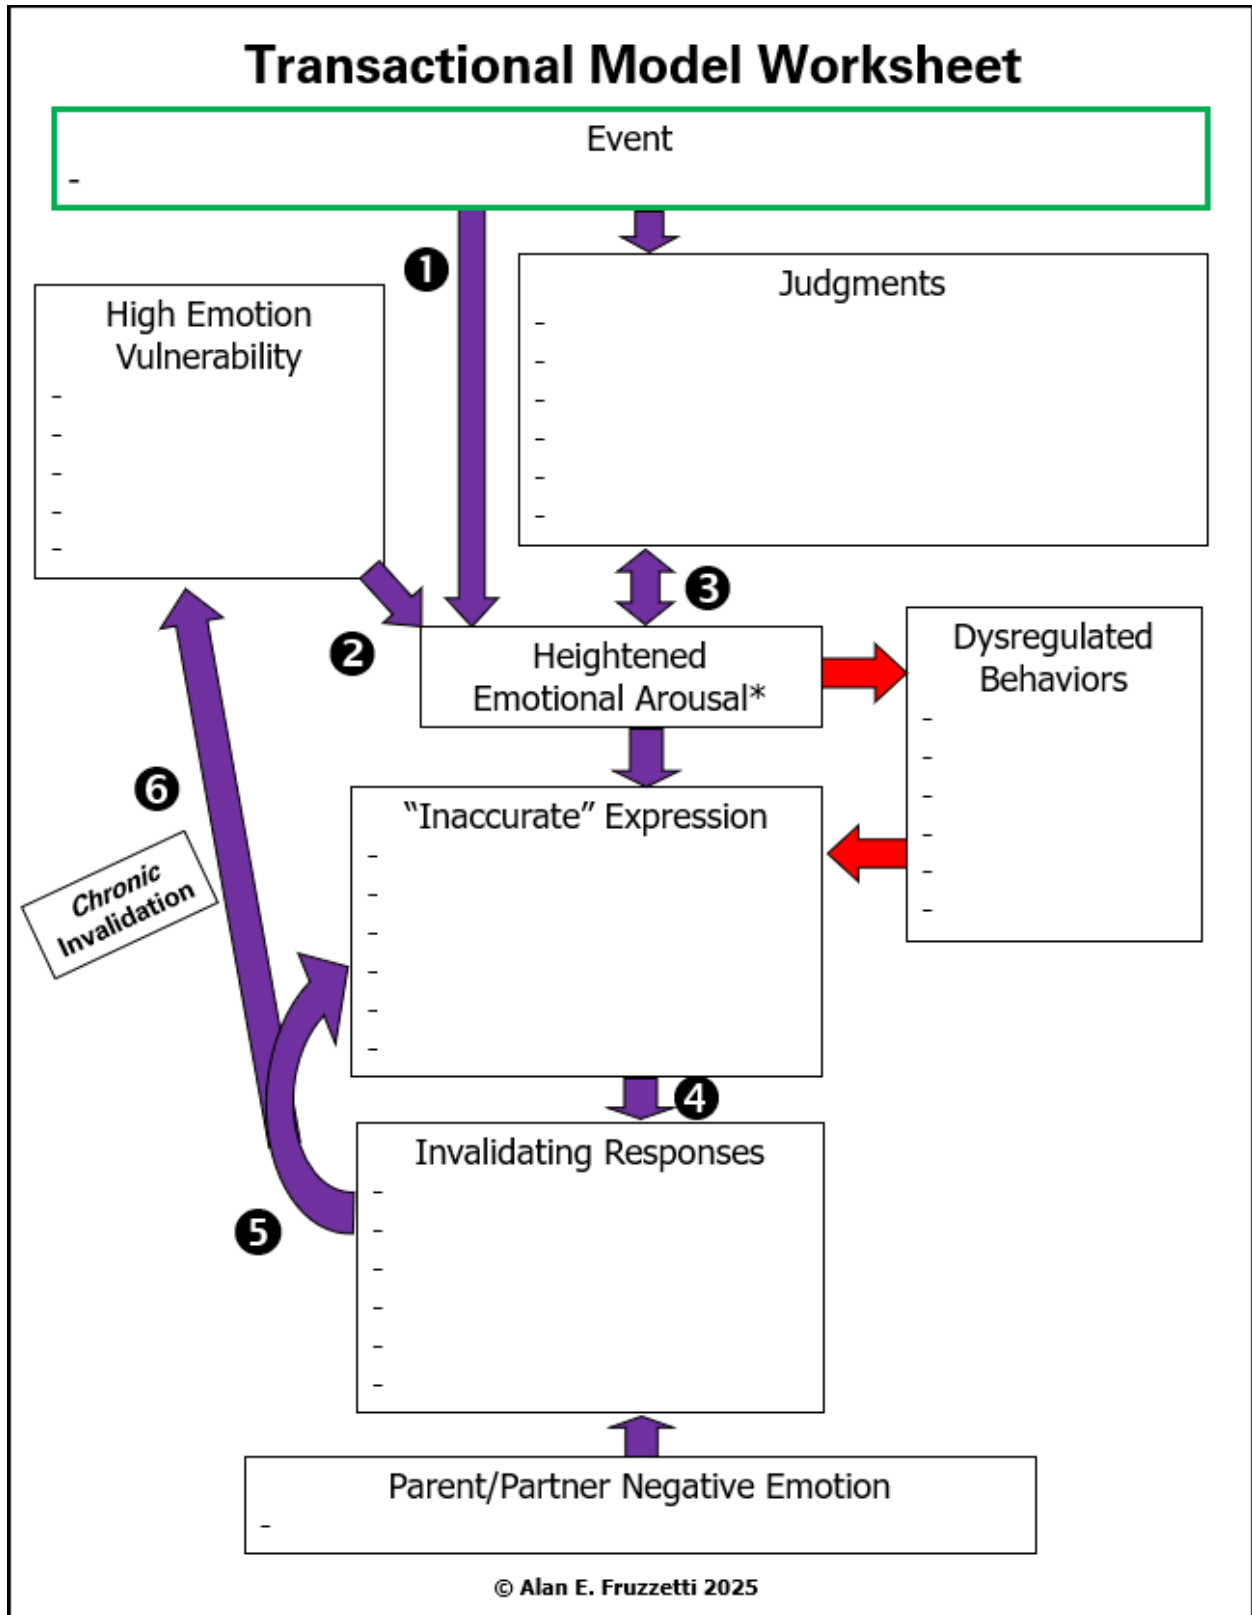 Transactional Model Worksheet
Event
-
❶
Judgments
-
-
-
-
-
-
High Emotion
Vulnerability
-
-
-
-
-
❸
❷
Heightened
Emotional Arousal*
Dysregulated
Behaviors
-
-
-
-
-
-
❻
Chronic
Invalidation
“Inaccurate” Expression
-
-
-
-
-
-
❹
Invalidating Responses
-
-
-
-
-
-
❺
Parent/Partner Negative Emotion
-
© Alan E. Fruzzetti 2025